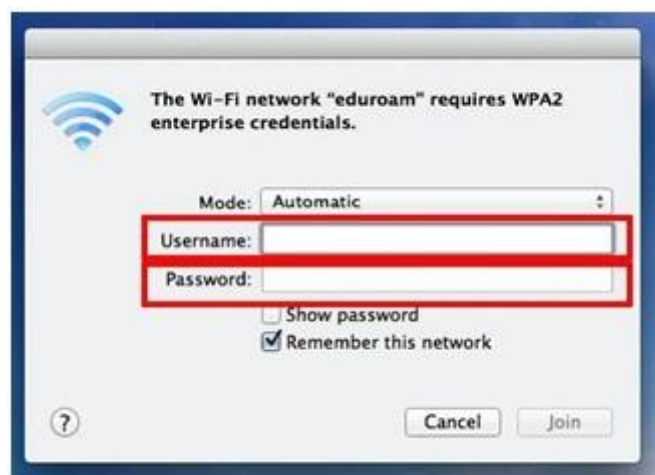 The Wi-Fi network “eduroam” requires WPA2
enterprise credentials.
Mode: Automatic
Username:
Password:
Show password
Remember this network
? Cancel Join